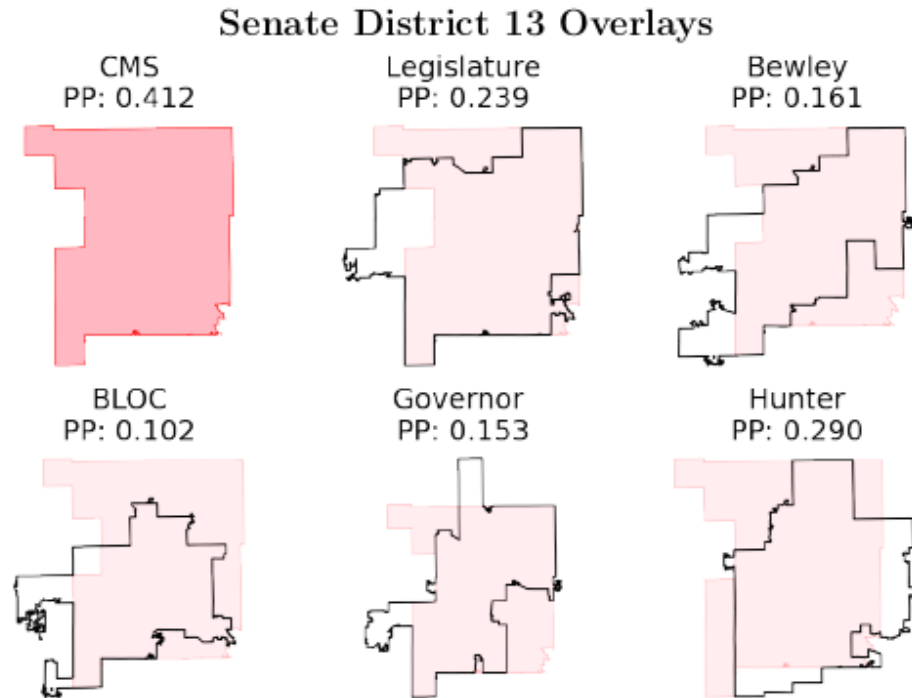 Senate District 13 Overlays
CMS
PP: 0.412
Legislature
PP: 0.239
Bewley
PP: 0.161
BLOC
PP: 0.102
Governor
PP: 0.153
Hunter
PP: 0.290